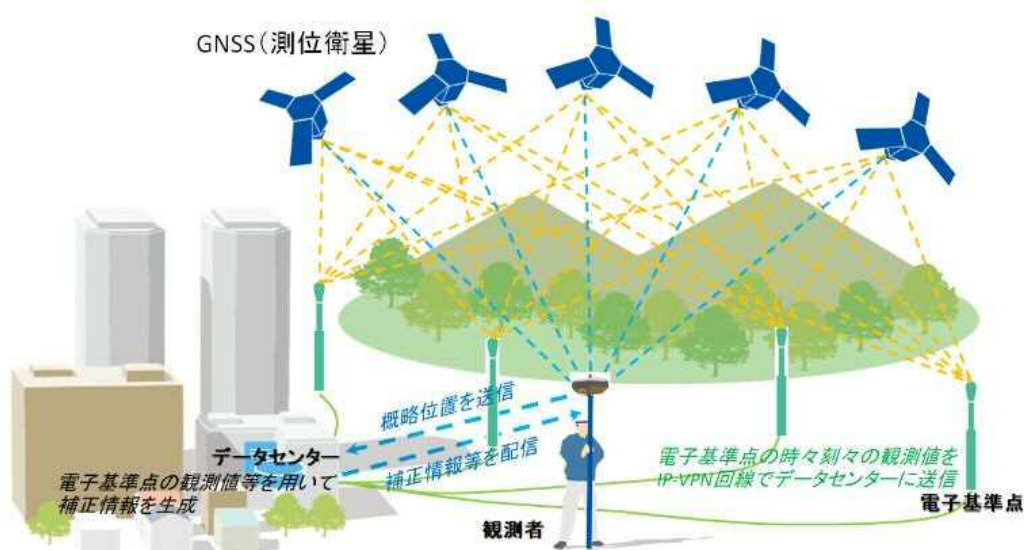 GNSS(測位衛星)
概略位置を送信
補正情報等を配信
データセンター
電子基準点の観測値等を用いて
補正情報を生成
電子基準点の時々刻々の観測値を
IP-VPN回線でデータセンターに送信
電子基準点
観測者